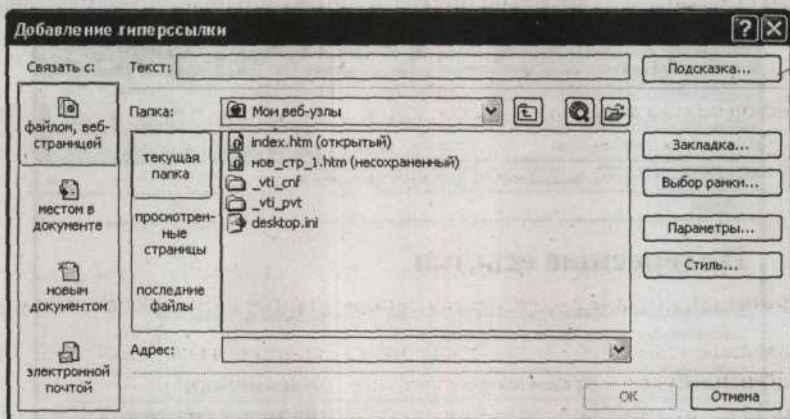 Добавление гиперссылки
Связать с:
Текст:
Подсказка...
файлом, веб-
страницей
местом в
документе
новым
документом
электронной
почтой
Папка:
Мои веб-узлы
текущая
папка
просмотрен-
ные
страницы
последние
файлы
index.htm (открытый)
нов_стр_1.htm (несохраненный)
_vti_cnf
_vti_pvt
desktop.ini
Закладка...
Выбор рамки...
Параметры...
Стиль...
Адрес:
ОК
Отмена